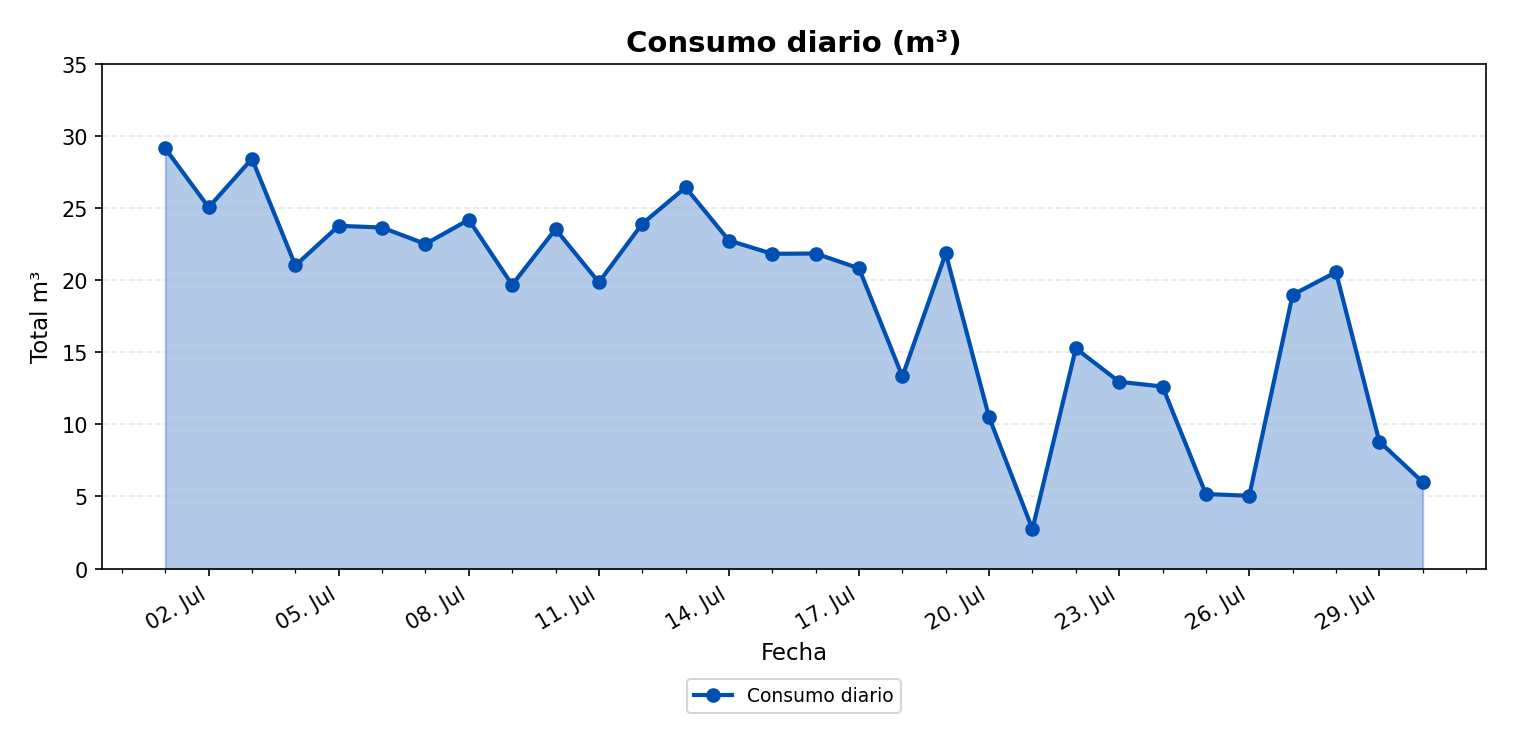 Consumo diario (m³)
35
30
25
20
15
10
5
0
Total m³
02. Jul
05. Jul
08. Jul
11. Jul
14. Jul
17. Jul
20. Jul
23. Jul
26. Jul
29. Jul
Fecha
Consumo diario